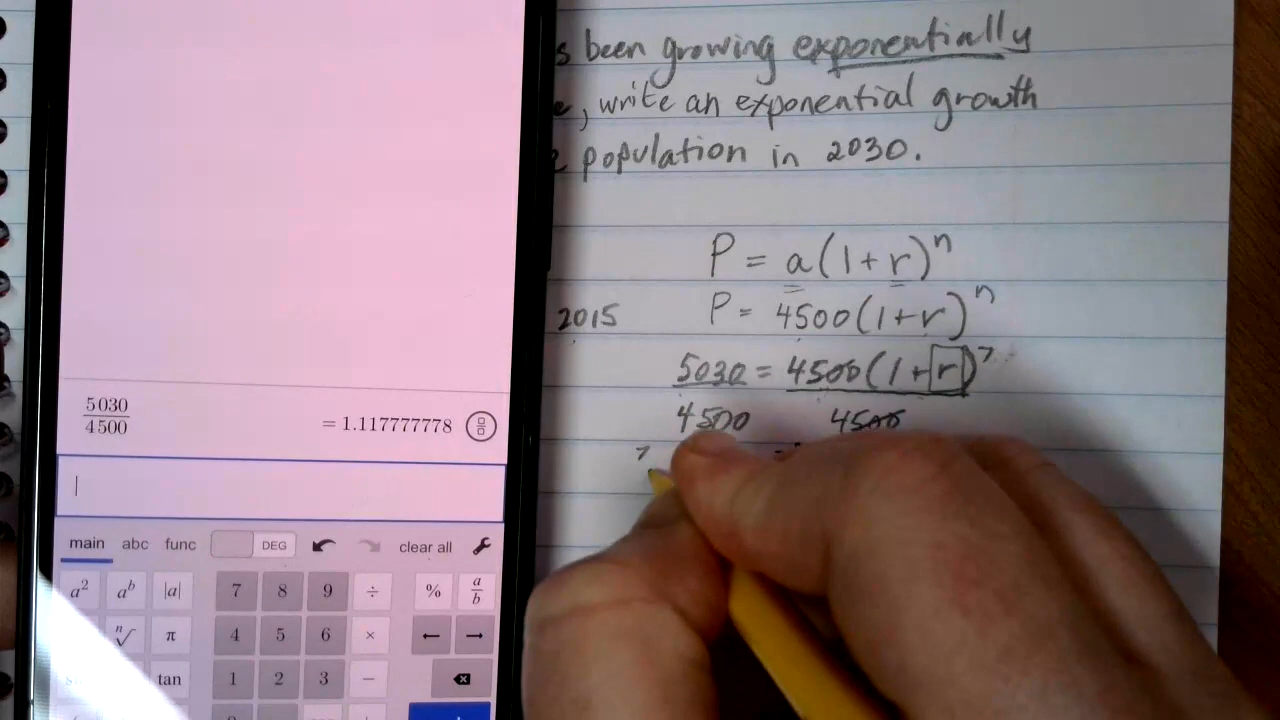 s been growing exponentially
, write an exponential growth
population in 2030.
P = a(1+r)^n
2015 P = 4500(1+r)^n
5030 = 4500(1+r)^7
4500 4500
7
5030
4500
= 1.117777778
main abc func DEG clear all
a² a^b |a| 7 8 9 ÷ % a/b
n√ π 4 5 6 × ← →
tan 1 2 3 −